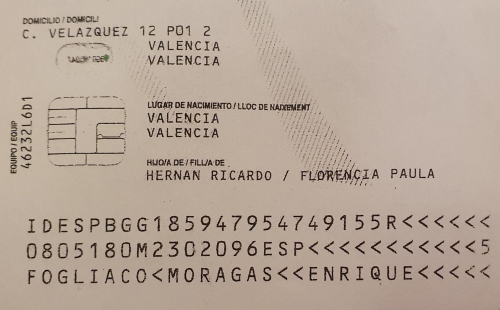 DOMICILIO / DOMICILI
C. VELAZQUEZ 12 P01 2
VALENCIA
VALENCIA
EQUIPO / EQUIP
46232L6D1
LUGAR DE NACIMIENTO / LLOC DE NAIXEMENT
VALENCIA
VALENCIA
HIJO/A DE / FILL/A DE
HERNAN RICARDO / FLORENCIA PAULA
IDESPBGG185947954749155R<<<<<<
0805180M2302096ESP<<<<<<<<<<<5
FOGLIACO<MORAGAS<<ENRIQUE<<<<<